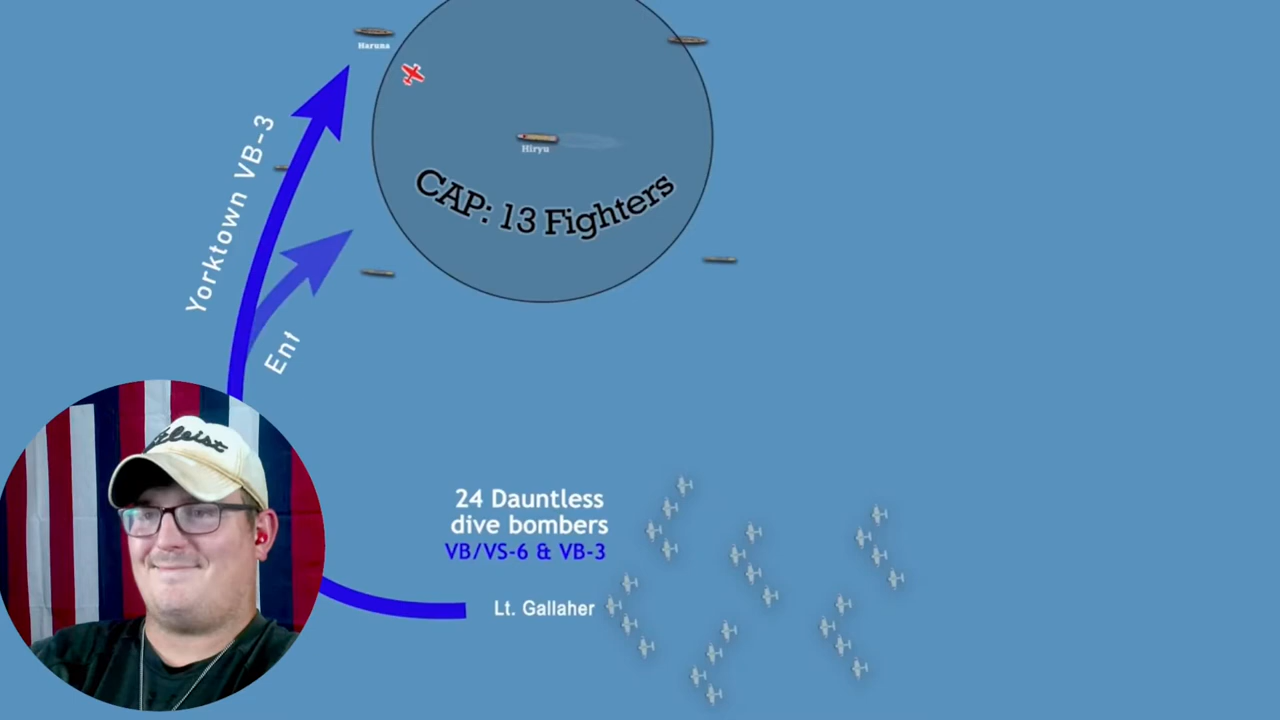 Haruna
Hiryu
CAP: 13 Fighters
Yorktown VB-3
Ent
Titleist
24 Dauntless
dive bombers
VB/VS-6 & VB-3
Lt. Gallaher